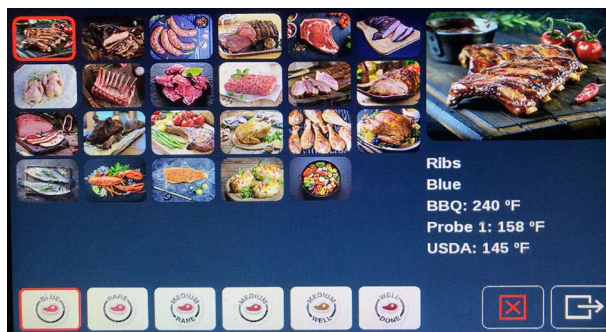 Ribs
Blue
BBQ: 240 °F
Probe 1: 158 °F
USDA: 145 °F
BLUE
RARE
MEDIUM RARE
MEDIUM
MEDIUM WELL
WELL DONE